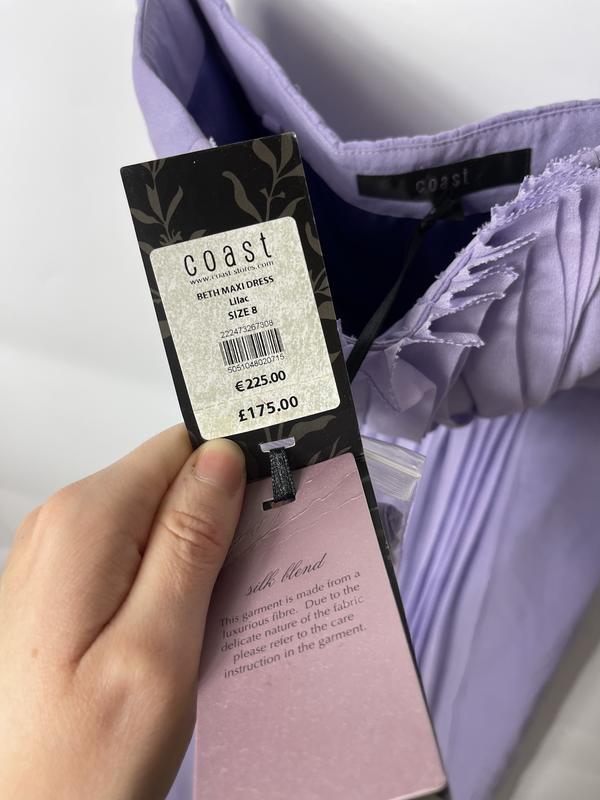 coast
coast
www.coast-stores.com
BETH MAXI DRESS
Lilac
SIZE 8
222473267308
5051048020715
€225.00
£175.00
silk blend
This garment is made from a
luxurious fibre. Due to the
delicate nature of the fabric
please refer to the care
instruction in the garment.